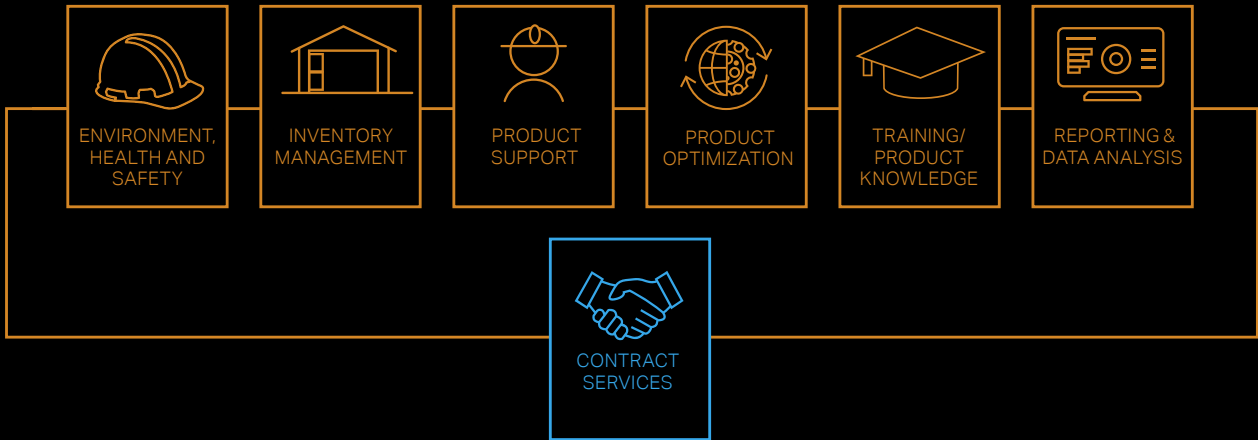 ENVIRONMENT,
HEALTH AND
SAFETY
INVENTORY
MANAGEMENT
PRODUCT
SUPPORT
PRODUCT
OPTIMIZATION
TRAINING/
PRODUCT
KNOWLEDGE
REPORTING &
DATA ANALYSIS
CONTRACT
SERVICES